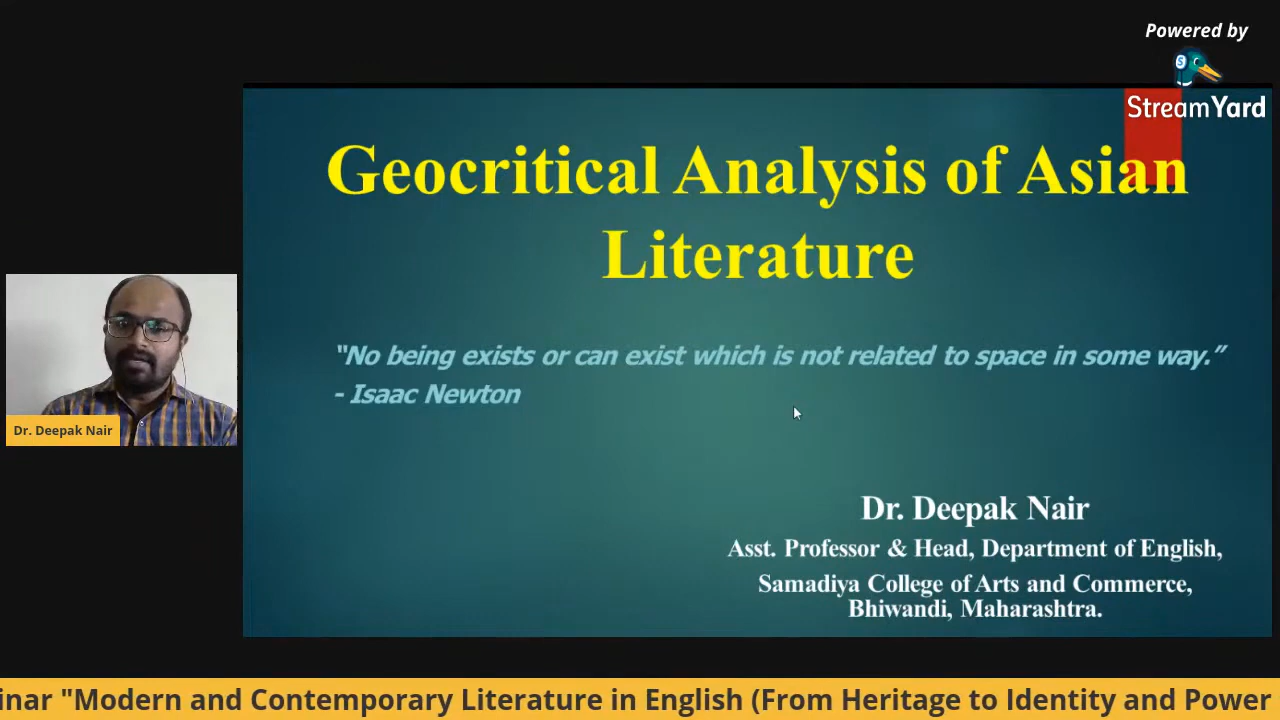 Powered by
StreamYard
Geocritical Analysis of Asian
Literature
“No being exists or can exist which is not related to space in some way.”
- Isaac Newton
Dr. Deepak Nair
Dr. Deepak Nair
Asst. Professor & Head, Department of English,
Samadiya College of Arts and Commerce,
Bhiwandi, Maharashtra.
inar "Modern and Contemporary Literature in English (From Heritage to Identity and Power